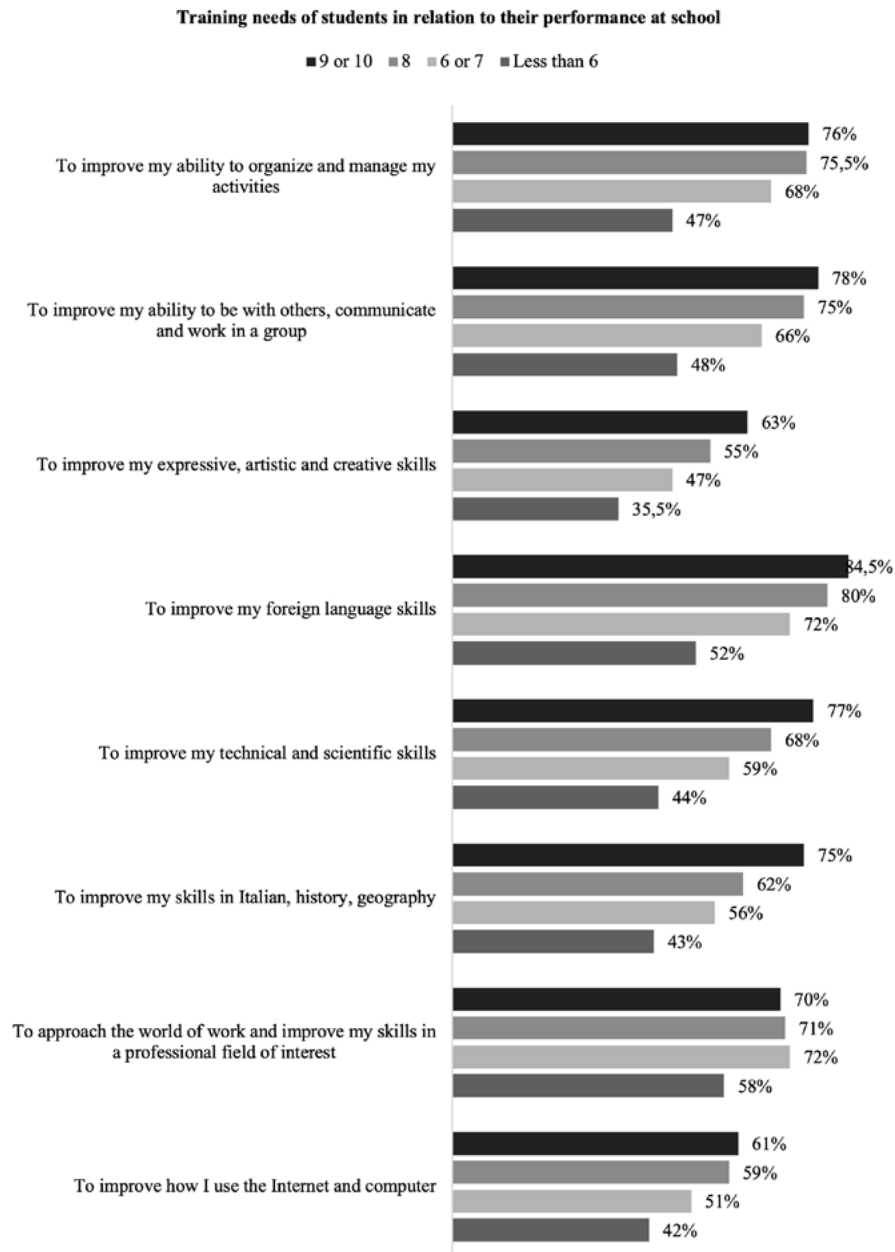 Training needs of students in relation to their performance at school
9 or 10 8 6 or 7 Less than 6
To improve my ability to organize and manage my
activities
76%
75,5%
68%
47%
To improve my ability to be with others, communicate
and work in a group
78%
75%
66%
48%
To improve my expressive, artistic and creative skills
63%
55%
47%
35,5%
To improve my foreign language skills
84,5%
80%
72%
52%
To improve my technical and scientific skills
77%
68%
59%
44%
To improve my skills in Italian, history, geography
75%
62%
56%
43%
To approach the world of work and improve my skills in
a professional field of interest
70%
71%
72%
58%
To improve how I use the Internet and computer
61%
59%
51%
42%